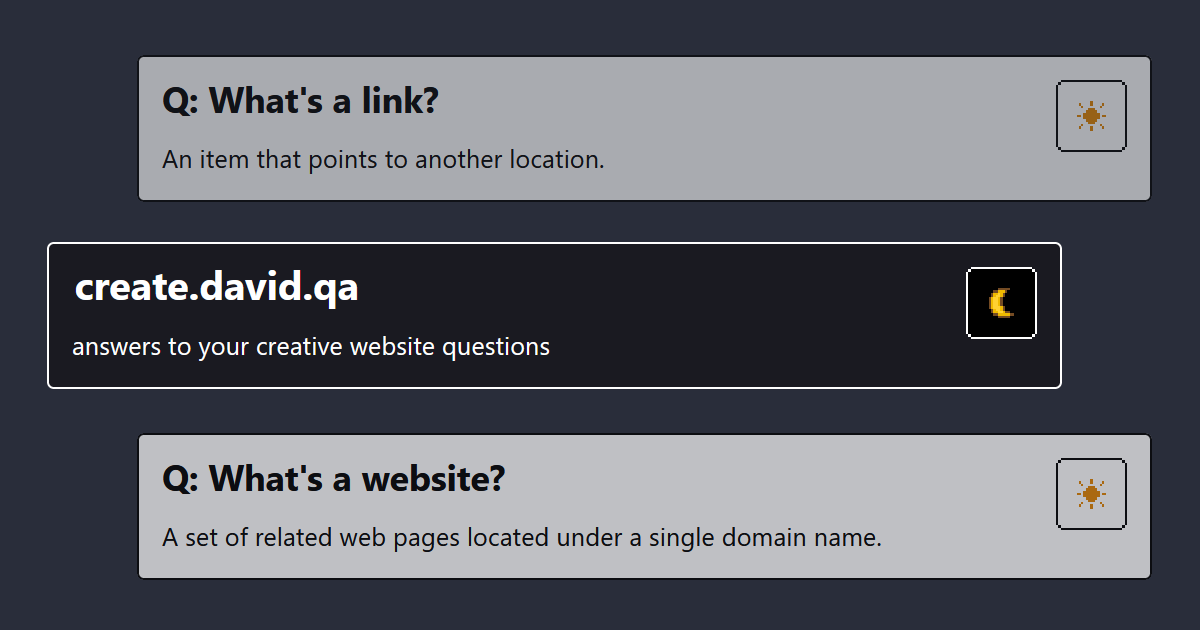 Q: What's a link?
An item that points to another location.
create.david.qa
answers to your creative website questions
Q: What's a website?
A set of related web pages located under a single domain name.